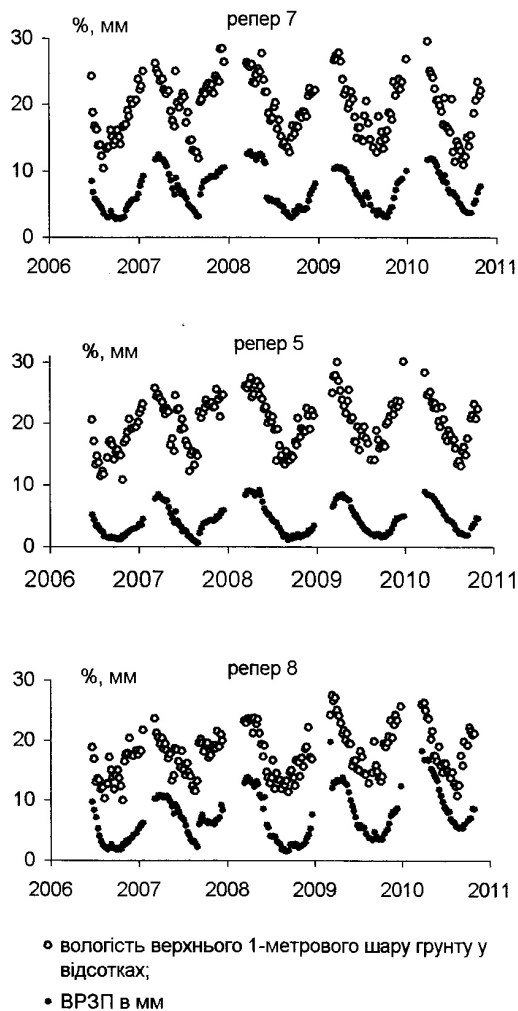 %, мм
репер 7
30
20
10
0
2006 2007 2008 2009 2010 2011
%, мм
репер 5
30
20
10
0
2006 2007 2008 2009 2010 2011
%, мм
репер 8
30
20
10
0
2006 2007 2008 2009 2010 2011
вологість верхнього 1-метрового шару грунту у
відсотках;
• ВРЗП в мм